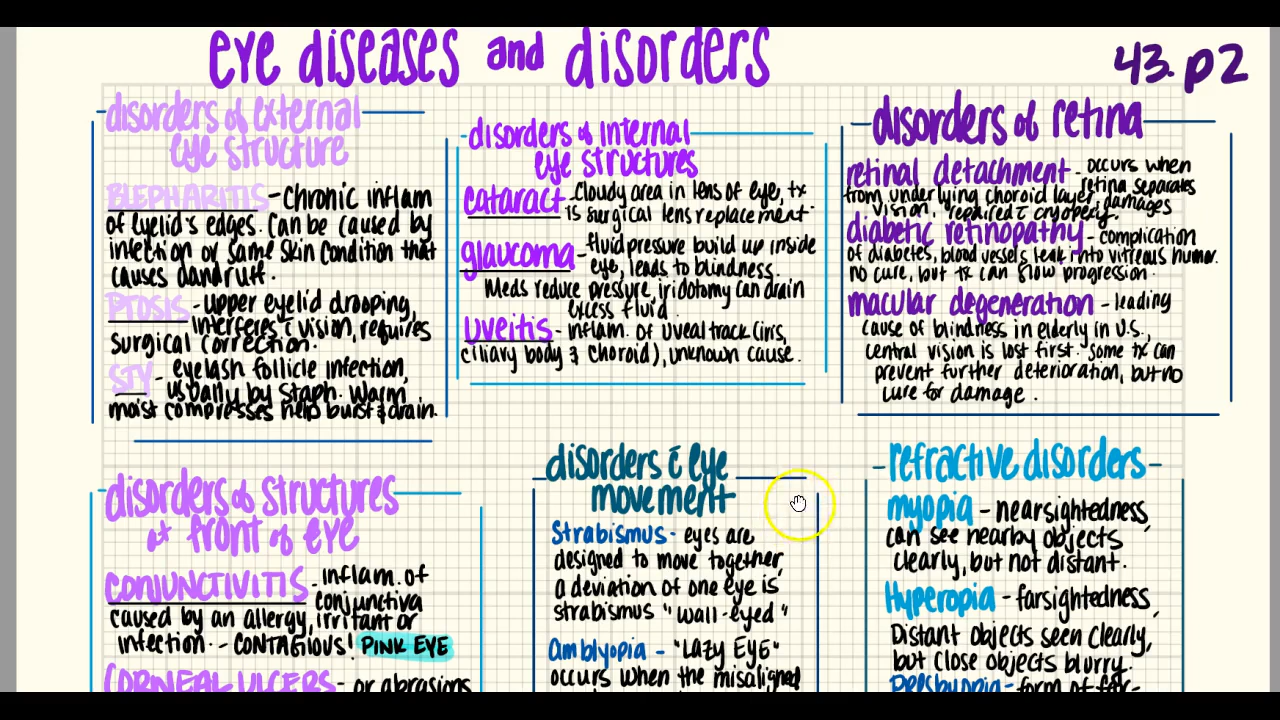 eye diseases and disorders
43. p2
disorders of external
eye structure
BLEPHARITIS - Chronic inflam
of eyelid's edges. Can be caused by
infection or same skin condition that
causes dandruff.
PTOSIS - upper eyelid drooping,
interferes c̄ vision, requires
surgical correction.
STY - eyelash follicle infection,
usually by staph. Warm
moist compresses help burst & drain.
disorders of internal
eye structures
cataract - Cloudy area in lens of eye, tx
is surgical lens replacement
glaucoma - fluid pressure build up inside
eye, leads to blindness.
Meds reduce pressure, iridotomy can drain
excess fluid.
uveitis - inflam. of uveal track (iris,
ciliary body & choroid), unknown cause.
disorders of retina
retinal detachment - occurs when
retina separates
from underlying choroid layer, damages
vision, repaired c̄ cryopexy.
diabetic retinopathy - complication
of diabetes, blood vessels leak into vitreous humor.
no cure, but tx can slow progression.
macular degeneration - leading
cause of blindness in elderly in U.S.,
central vision is lost first. some tx can
prevent further deterioration, but no
cure for damage.
disorders of structures
at front of eye
CONJUNCTIVITIS - inflam. of
conjunctiva
caused by an allergy, irritant or
infection. - CONTAGIOUS! PINK EYE
CORNEAL ULCERS - or abrasions
disorders c̄ eye
movement
Strabismus - eyes are
designed to move together,
a deviation of one eye is
strabismus "wall-eyed"
amblyopia - "LAZY EYE"
occurs when the misaligned
- refractive disorders -
myopia - nearsightedness,
can see nearby objects
clearly, but not distant.
Hyperopia - farsightedness,
Distant objects seen clearly,
but close objects blurry.
Presbyopia - form of far-